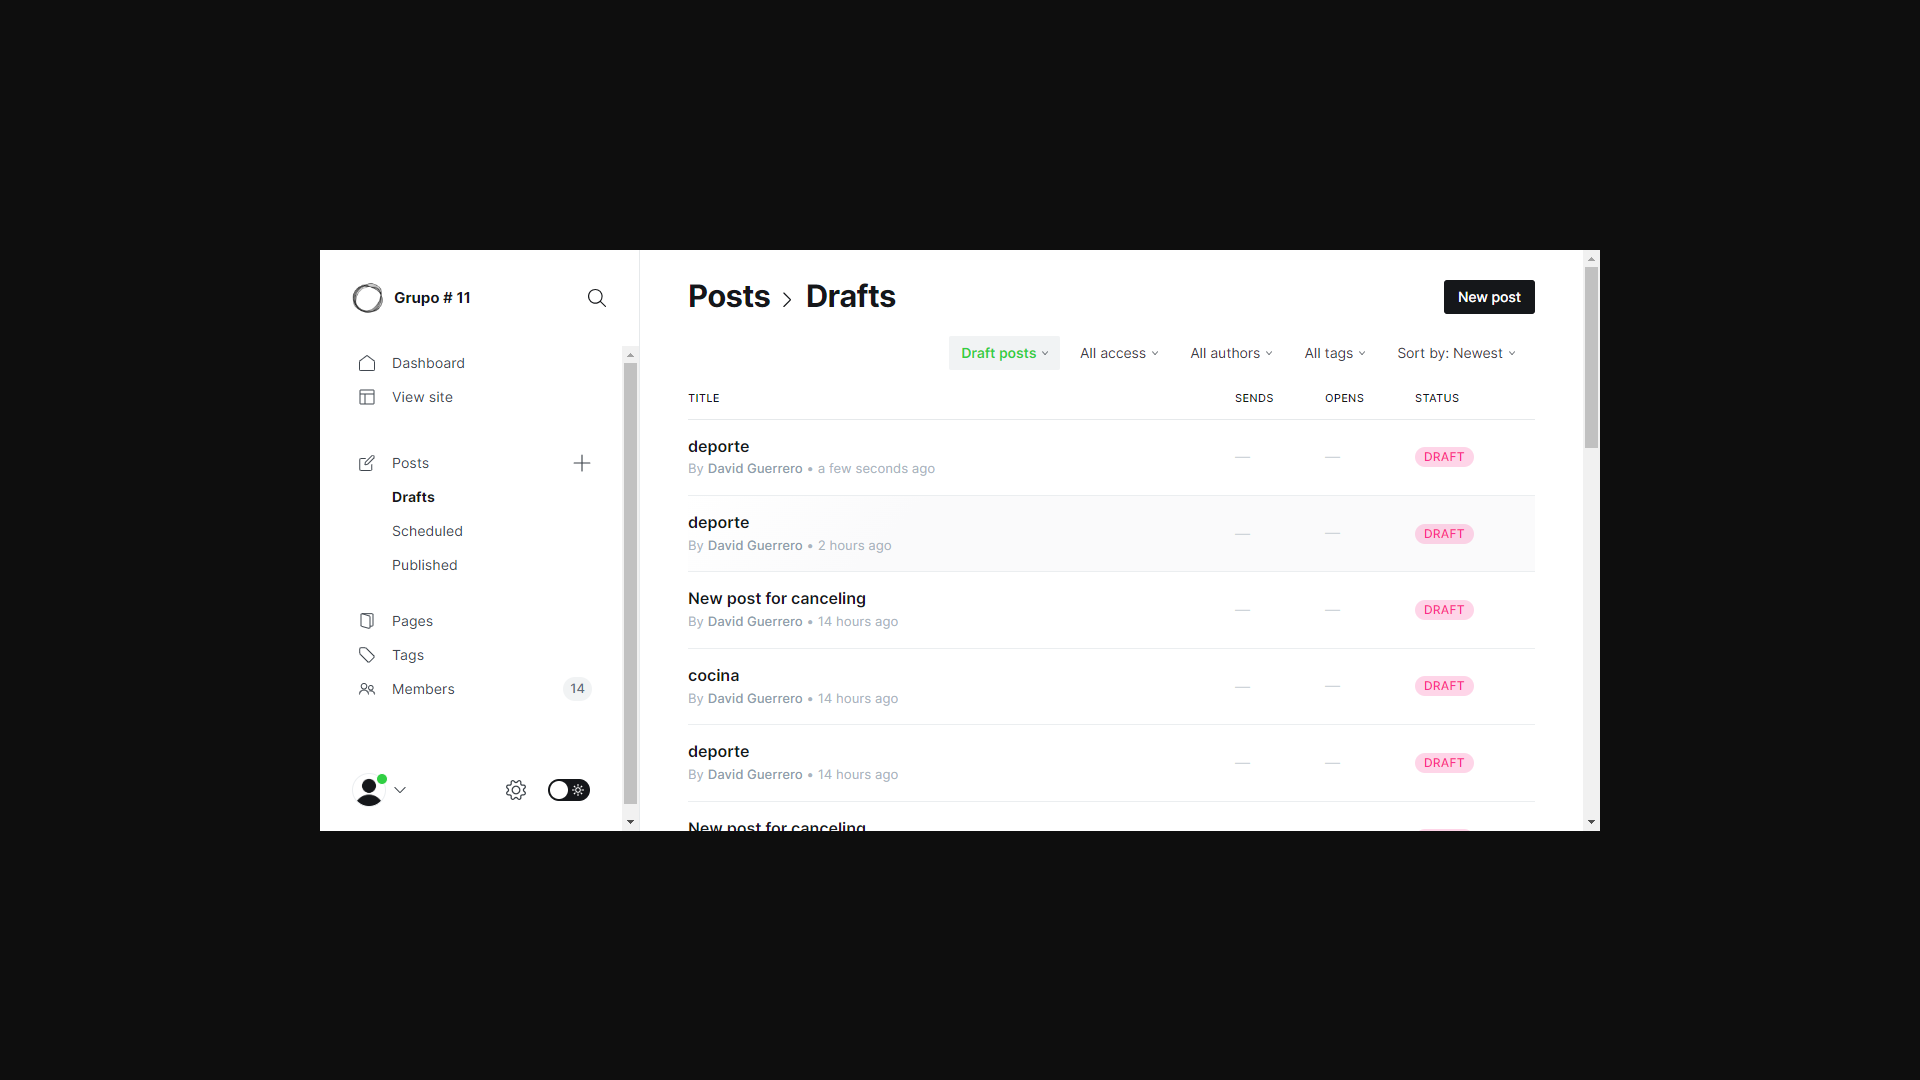 Grupo # 11
Dashboard
View site
Posts
Drafts
Scheduled
Published
Pages
Tags
Members 14
Posts > Drafts
New post
Draft posts All access All authors All tags Sort by: Newest
TITLE SENDS OPENS STATUS
deporte
By David Guerrero • a few seconds ago
— — DRAFT
deporte
By David Guerrero • 2 hours ago
— — DRAFT
New post for canceling
By David Guerrero • 14 hours ago
— — DRAFT
cocina
By David Guerrero • 14 hours ago
— — DRAFT
deporte
By David Guerrero • 14 hours ago
— — DRAFT
New post for canceling